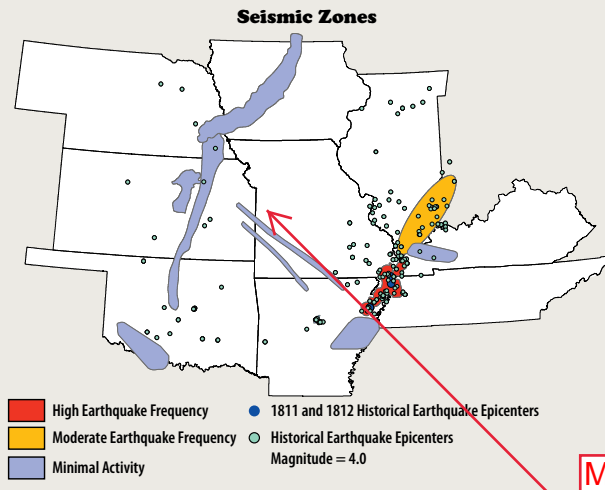 Seismic Zones
High Earthquake Frequency
1811 and 1812 Historical Earthquake Epicenters
Moderate Earthquake Frequency
Historical Earthquake Epicenters
Magnitude = 4.0
Minimal Activity
M